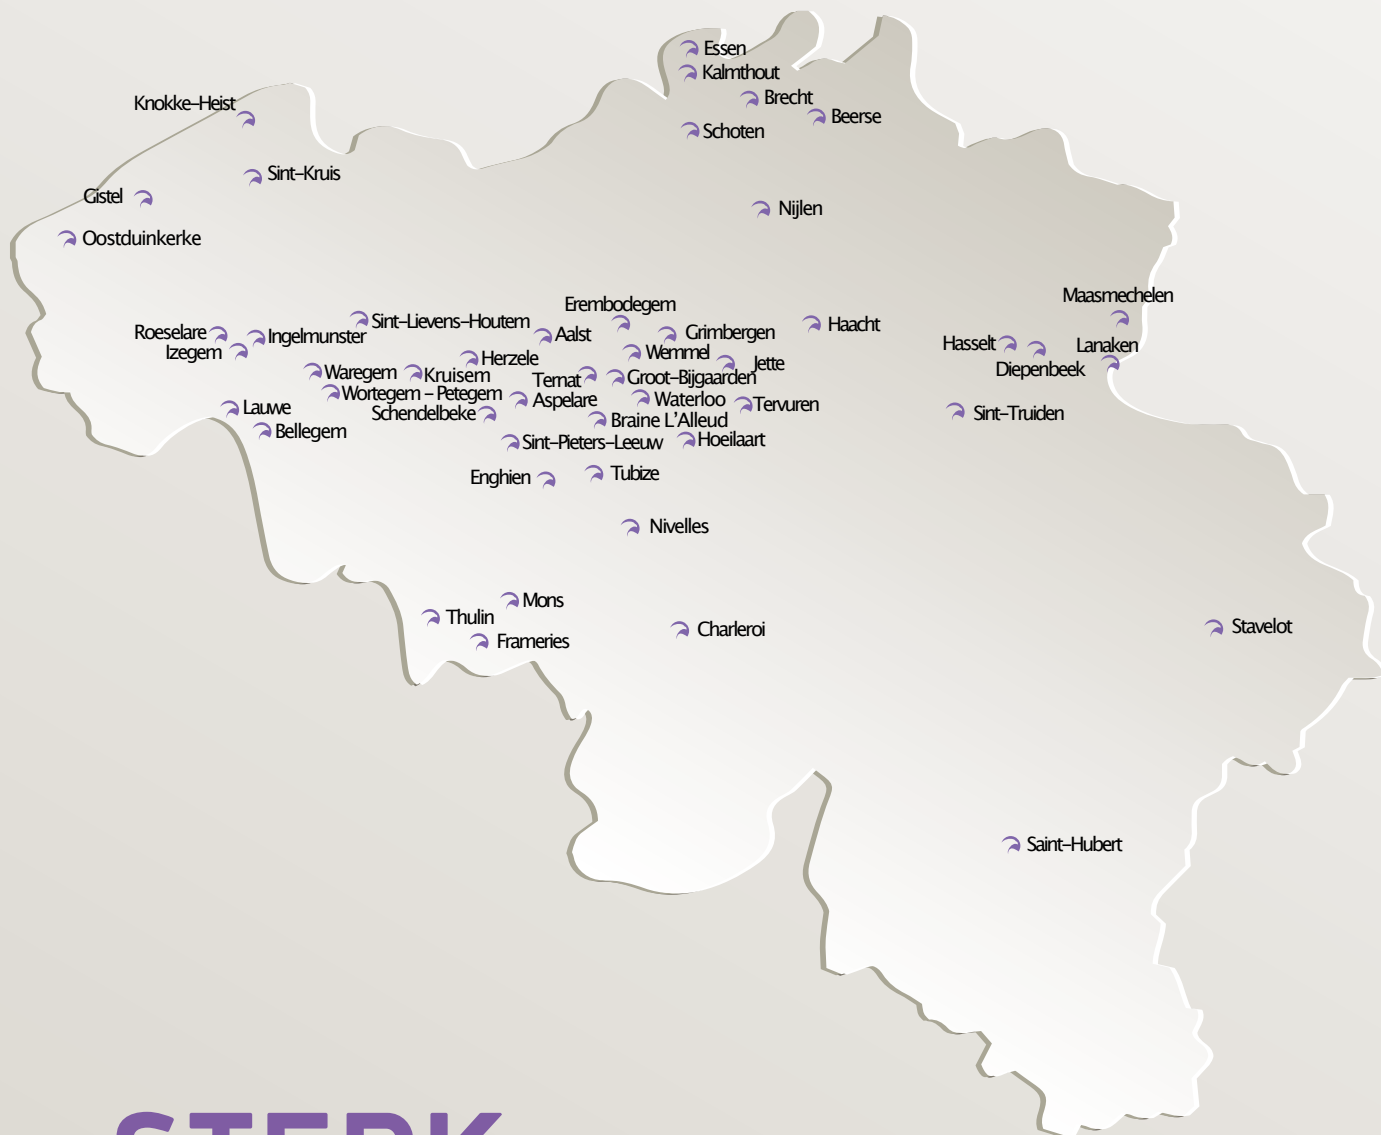 Essen
Kalmthout
Knokke-Heist
Brecht
Beerse
Schoten
Sint-Kruis
Gistel
Nijlen
Oostduinkerke
Maasmechelen
Erembodegem
Sint-Lievens-Houtem
Haacht
Roeselare
Ingelmunster
Aalst
Grimbergen
Hasselt
Lanaken
Izegem
Wemmel
Herzele
Jette
Diepenbeek
Waregem
Kruisem
Ternat
Groot-Bijgaarden
Wortegem - Petegem
Aspelare
Waterloo
Tervuren
Lauwe
Schendelbeke
Sint-Truiden
Braine L'Alleud
Bellegem
Sint-Pieters-Leeuw
Hoeilaart
Enghien
Tubize
Nivelles
Mons
Thulin
Charleroi
Stavelot
Frameries
Saint-Hubert
STERK